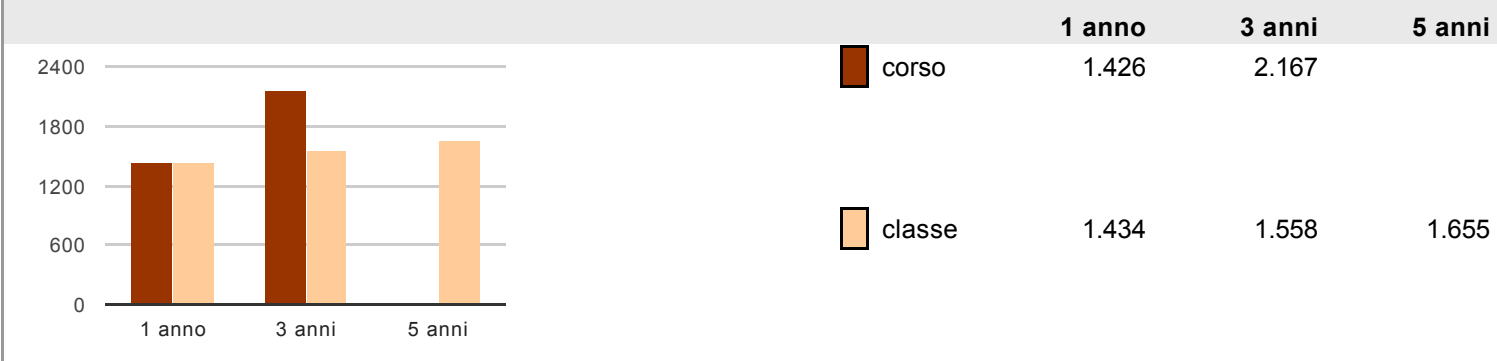 1 anno 3 anni 5 anni
corso 1.426 2.167
classe 1.434 1.558 1.655
2400
1800
1200
600
0
1 anno 3 anni 5 anni